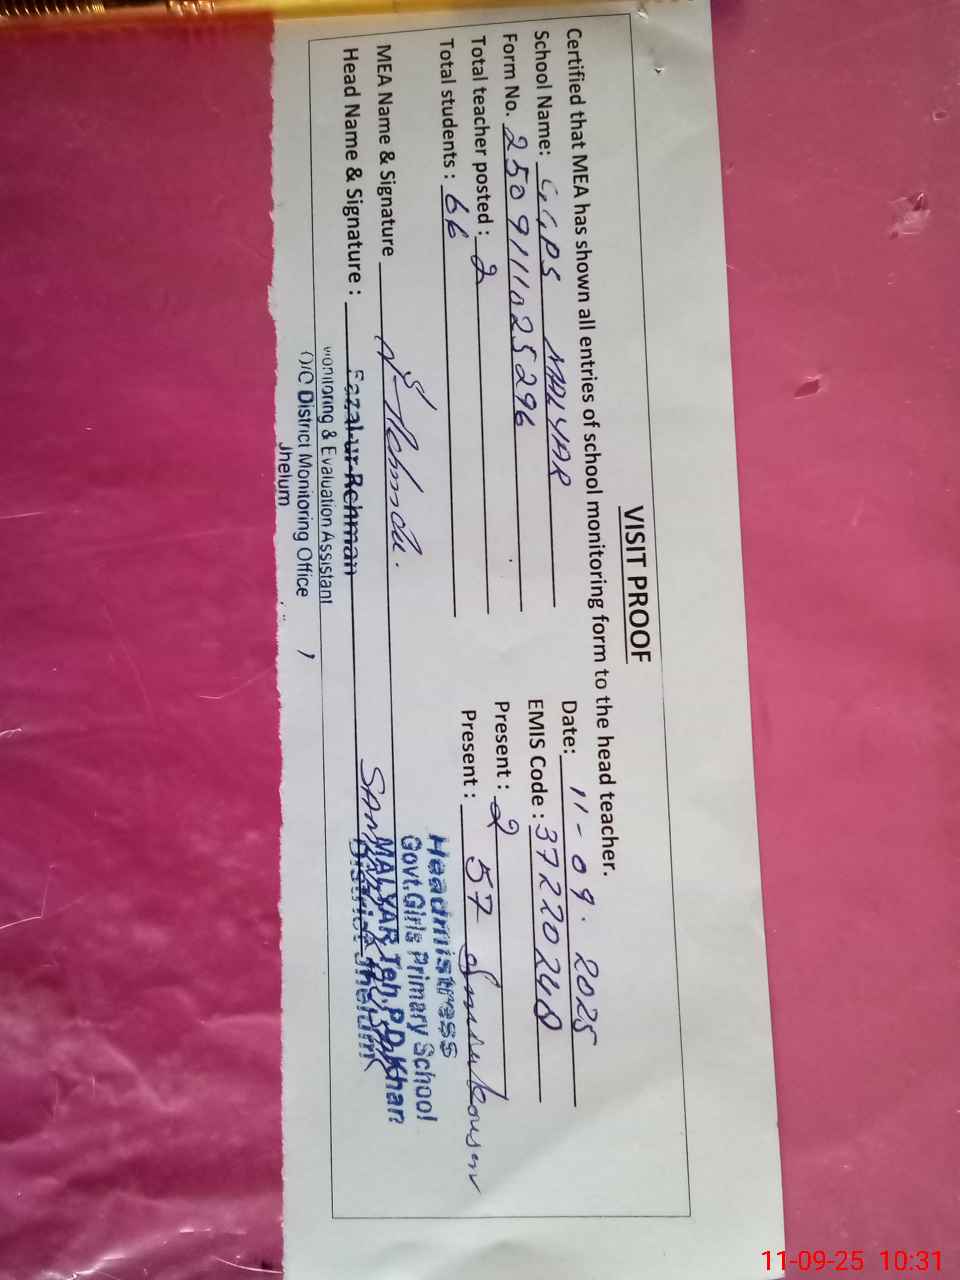 VISIT PROOF
Certified that MEA has shown all entries of school monitoring form to the head teacher.
School Name: G.G.P.S MALYAR Date: 11-09.2025
Form No. 250911102 5296 EMIS Code : 37220240
Total teacher posted : 2 Present : 2
Total students : 66 Present : 57
MEA Name & Signature
Head Name & Signature :
Fazal-ur-Rehman
Monitoring & Evaluation Assistant
O/C District Monitoring Office
Jhelum
Headmistress
Govt. Girls Primary School
MALYAR Teh. P.D. Khan
District Jhelum
11-09-25 10:31